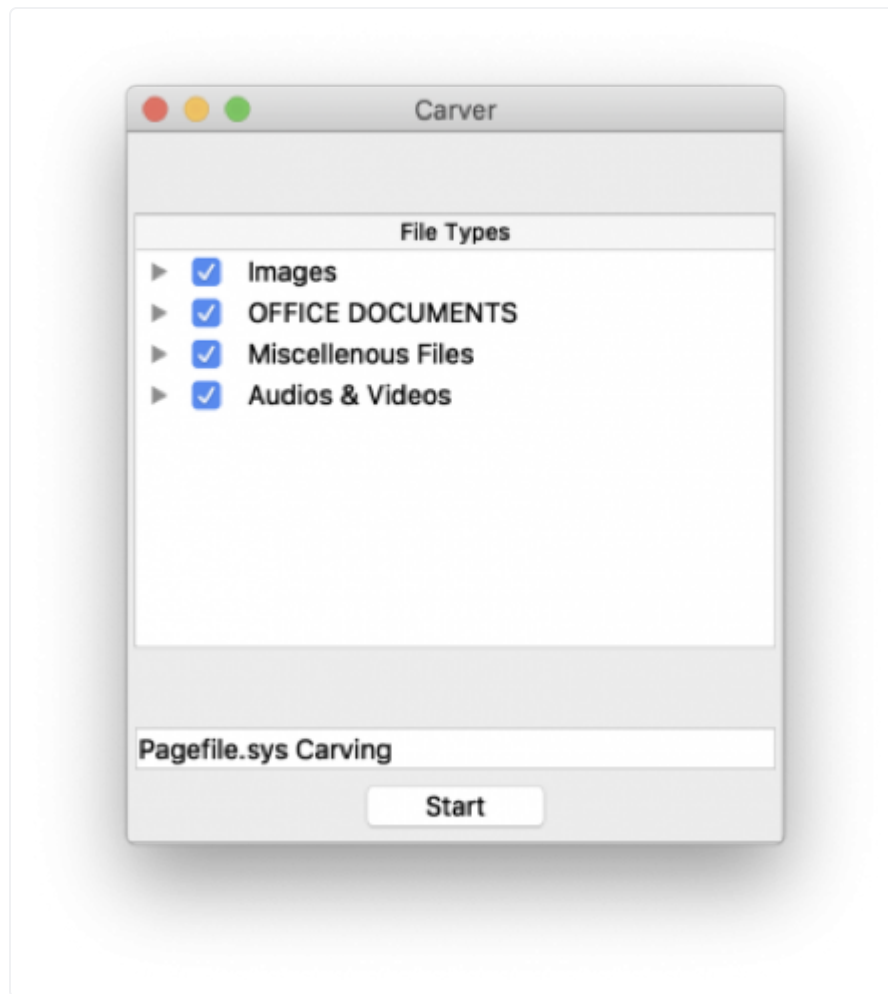 Carver
File Types
Images
OFFICE DOCUMENTS
Miscellenous Files
Audios & Videos
Pagefile.sys Carving
Start